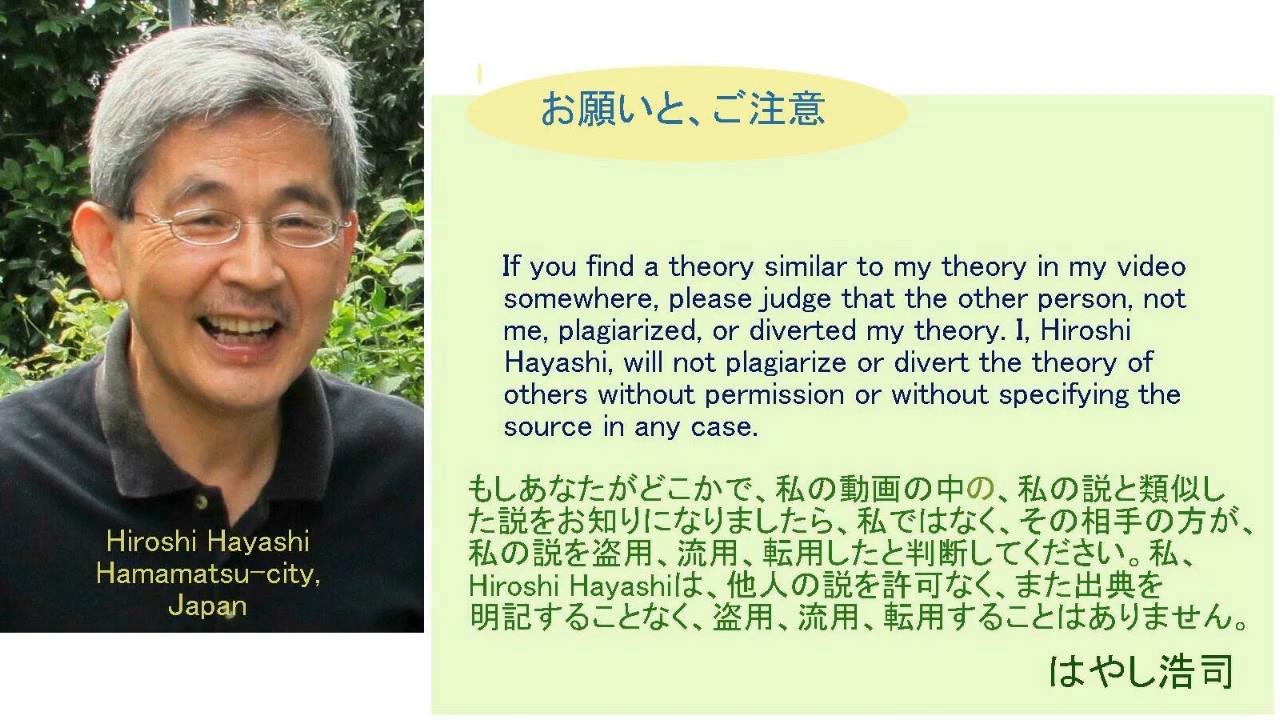 お願いと、ご注意
If you find a theory similar to my theory in my video
somewhere, please judge that the other person, not
me, plagiarized, or diverted my theory. I, Hiroshi
Hayashi, will not plagiarize or divert the theory of
others without permission or without specifying the
source in any case.
もしあなたがどこかで、私の動画の中の、私の説と類似し
た説をお知りになりましたら、私ではなく、その相手の方が、
私の説を盗用、流用、転用したと判断してください。私、
Hiroshi Hayashiは、他人の説を許可なく、また出典を
明記することなく、盗用、流用、転用することはありません。
はやし浩司
Hiroshi Hayashi
Hamamatsu-city,
Japan